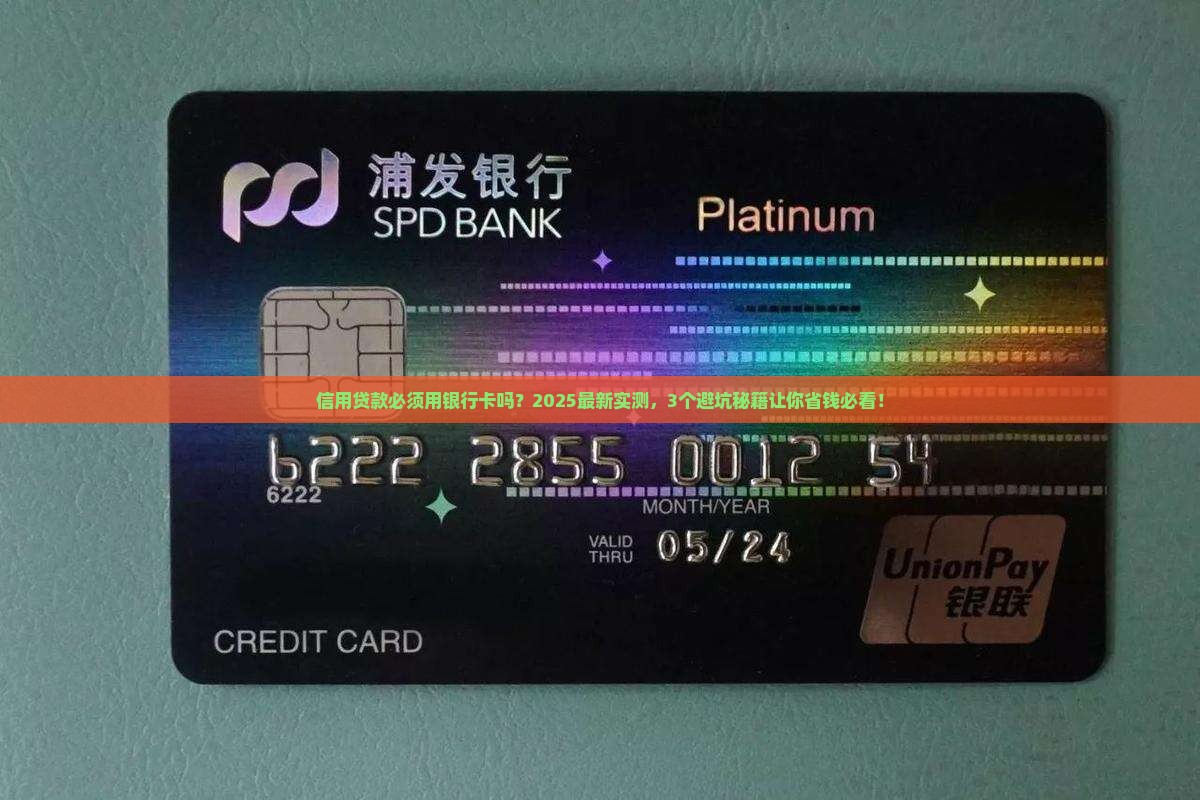 浦发银行
SPD BANK
Platinum
信用贷款必须用银行卡吗？2025最新实测，3个避坑秘籍让你省钱必看！
6222 2855 0012 54
6222
MONTH/YEAR
VALID
THRU
05/24
UnionPay
银联
CREDIT CARD